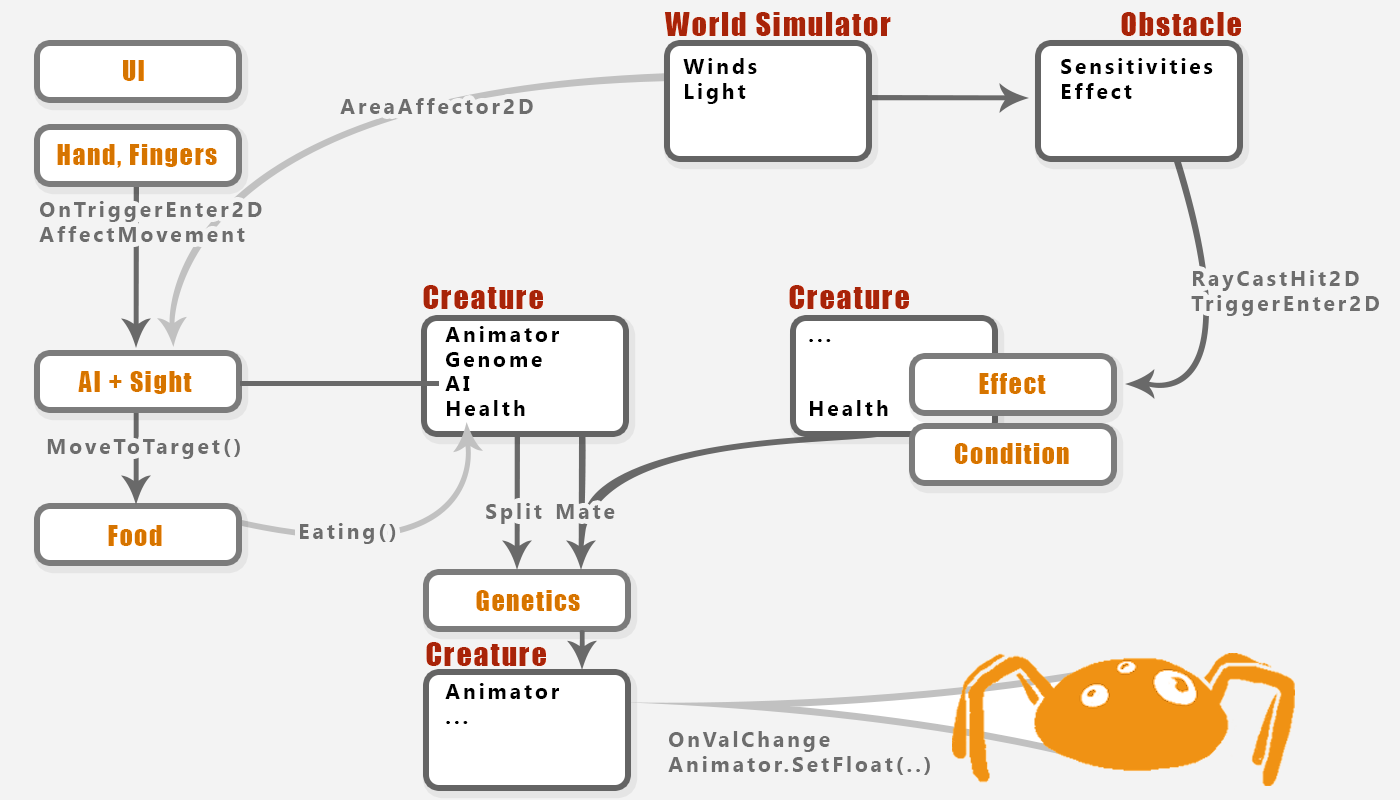 World Simulator
Obstacle
UI
Winds
Light
Sensitivities
Effect
AreaAffector2D
Hand, Fingers
OnTriggerEnter2D
AffectMovement
RayCastHit2D
TriggerEnter2D
Creature
Creature
Animator
Genome
AI
Health
...
Health
AI + Sight
Effect
MoveToTarget()
Condition
Food
Eating()
Split
Mate
Genetics
Creature
Animator
...
OnValChange
Animator.SetFloat(..)